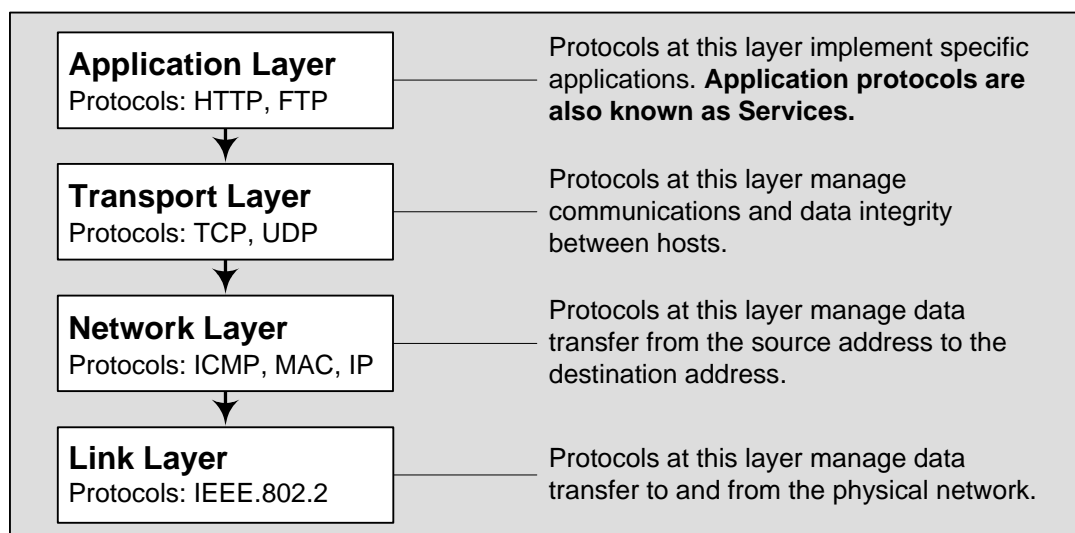 Application Layer
Protocols: HTTP, FTP
Protocols at this layer implement specific
applications. Application protocols are
also known as Services.
Transport Layer
Protocols: TCP, UDP
Protocols at this layer manage
communications and data integrity
between hosts.
Network Layer
Protocols: ICMP, MAC, IP
Protocols at this layer manage data
transfer from the source address to the
destination address.
Link Layer
Protocols: IEEE.802.2
Protocols at this layer manage data
transfer to and from the physical network.